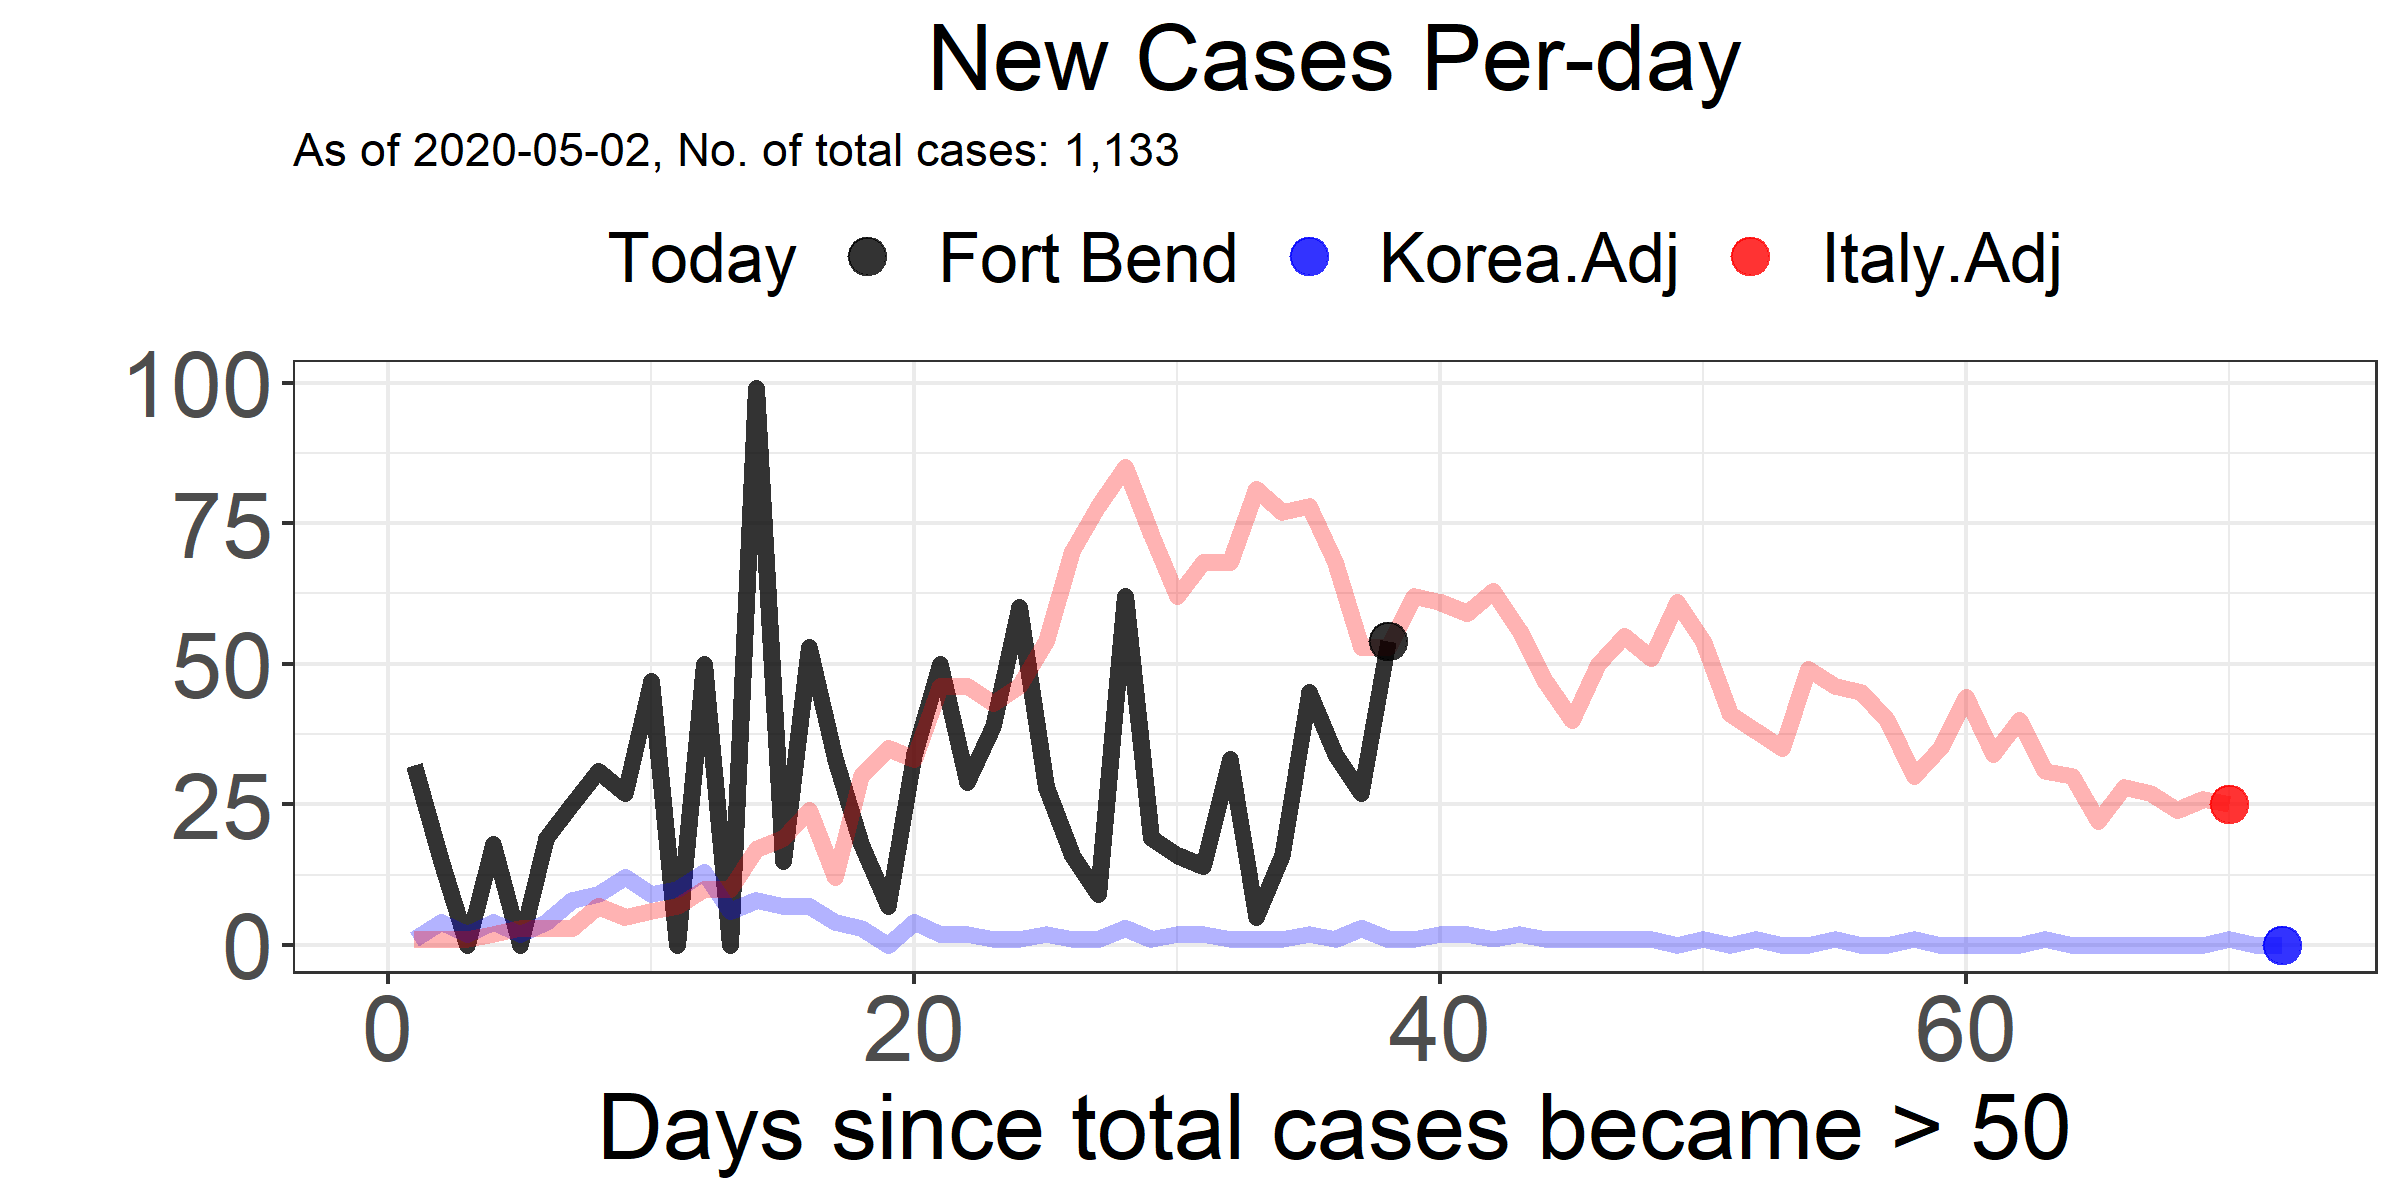 New Cases Per-day
As of 2020-05-02, No. of total cases: 1,133
Today Fort Bend Korea.Adj Italy.Adj
100
75
50
25
0
0 20 40 60
Days since total cases became > 50